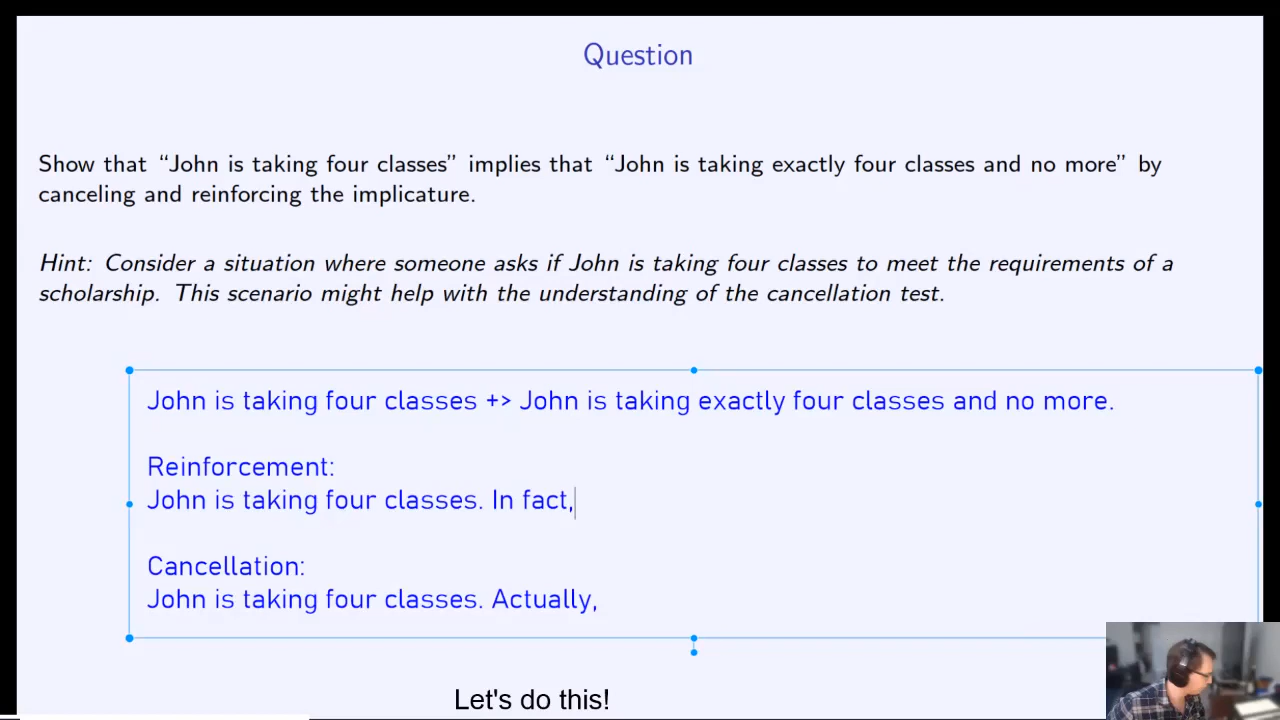 Question
Show that “John is taking four classes” implies that “John is taking exactly four classes and no more” by
canceling and reinforcing the implicature.
Hint: Consider a situation where someone asks if John is taking four classes to meet the requirements of a
scholarship. This scenario might help with the understanding of the cancellation test.
John is taking four classes +> John is taking exactly four classes and no more.
Reinforcement:
John is taking four classes. In fact,
Cancellation:
John is taking four classes. Actually,
Let's do this!